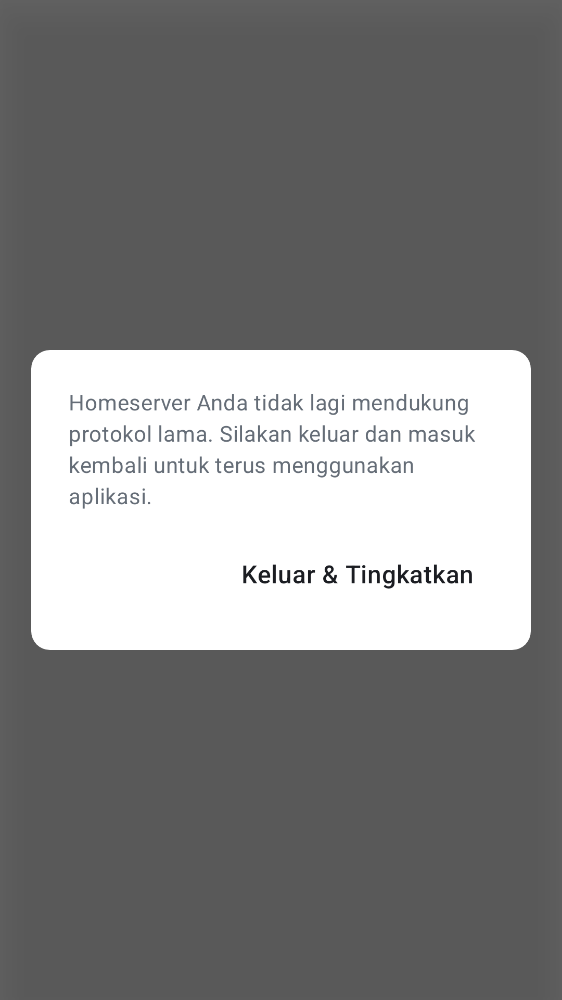 Homeserver Anda tidak lagi mendukung
protokol lama. Silakan keluar dan masuk
kembali untuk terus menggunakan
aplikasi.
Keluar & Tingkatkan